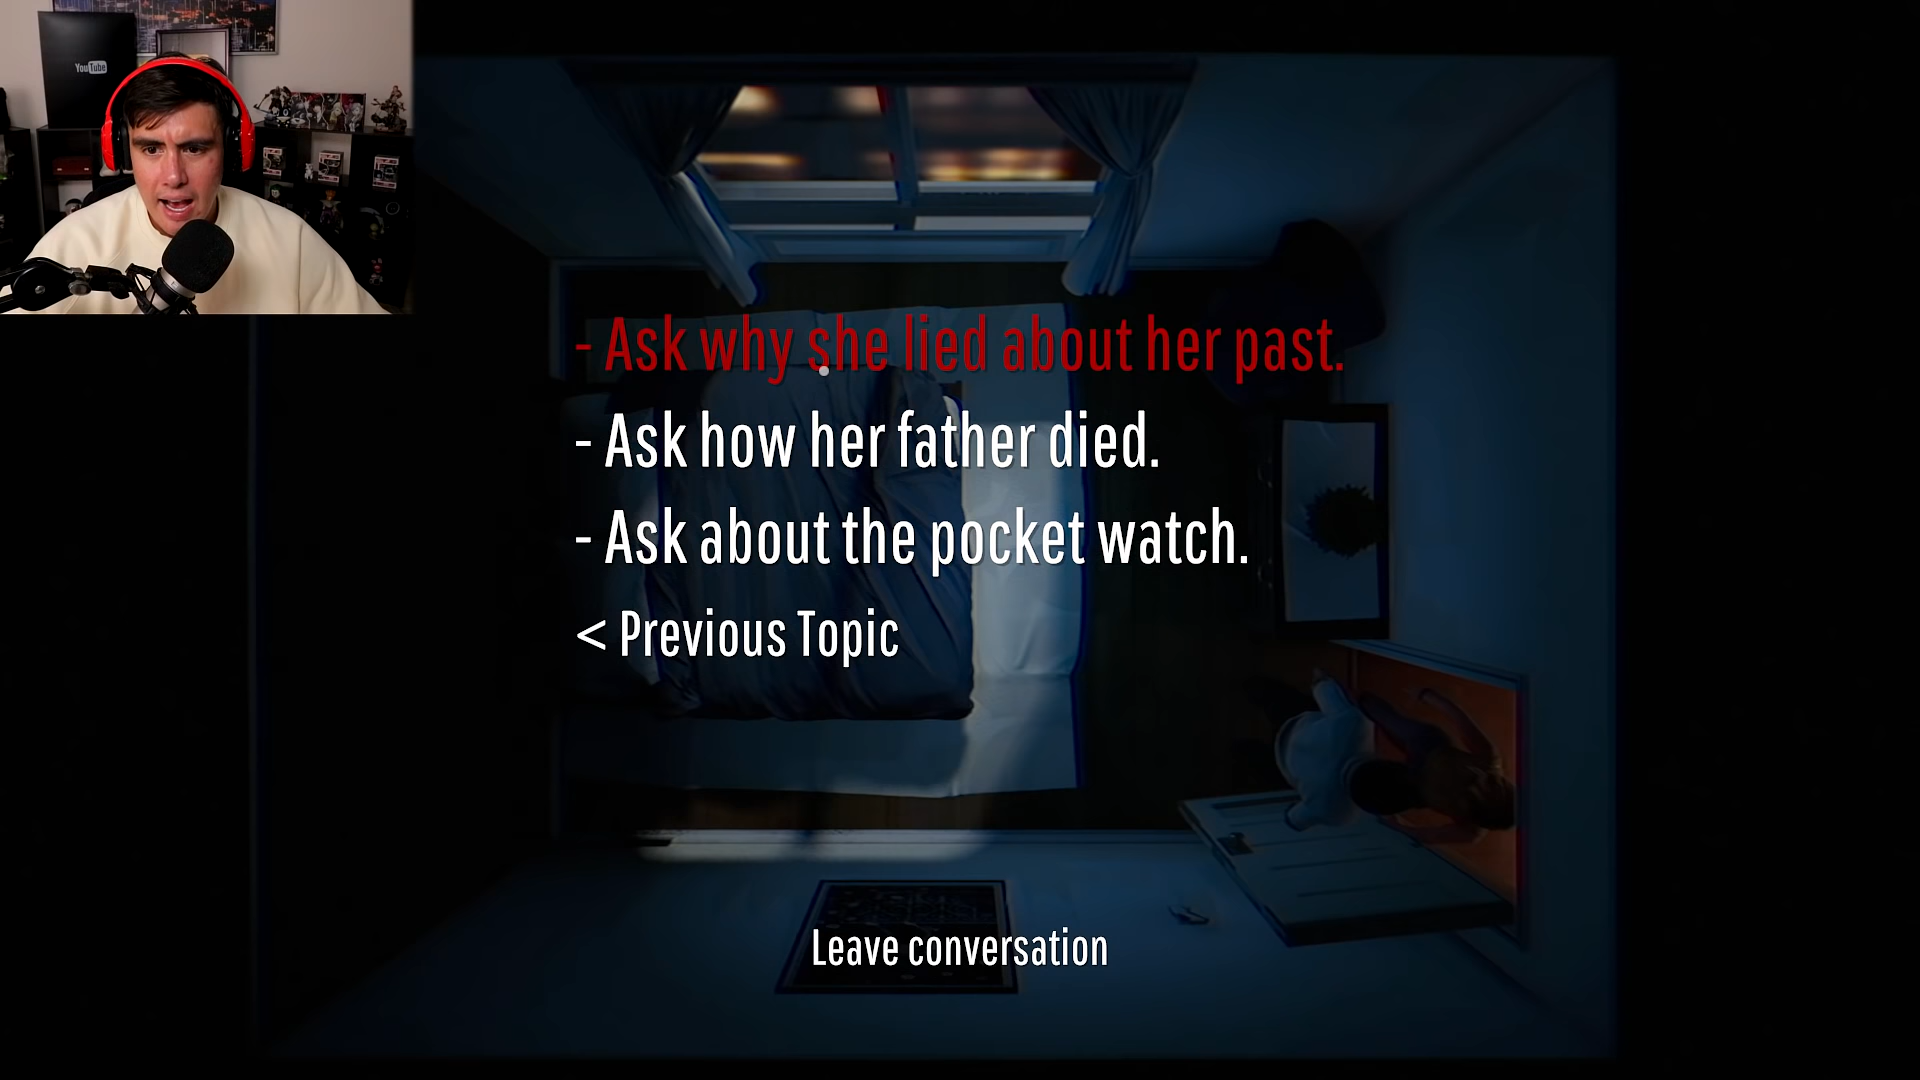 YouTube
- Ask why she lied about her past.
- Ask how her father died.
- Ask about the pocket watch.
< Previous Topic
Leave conversation